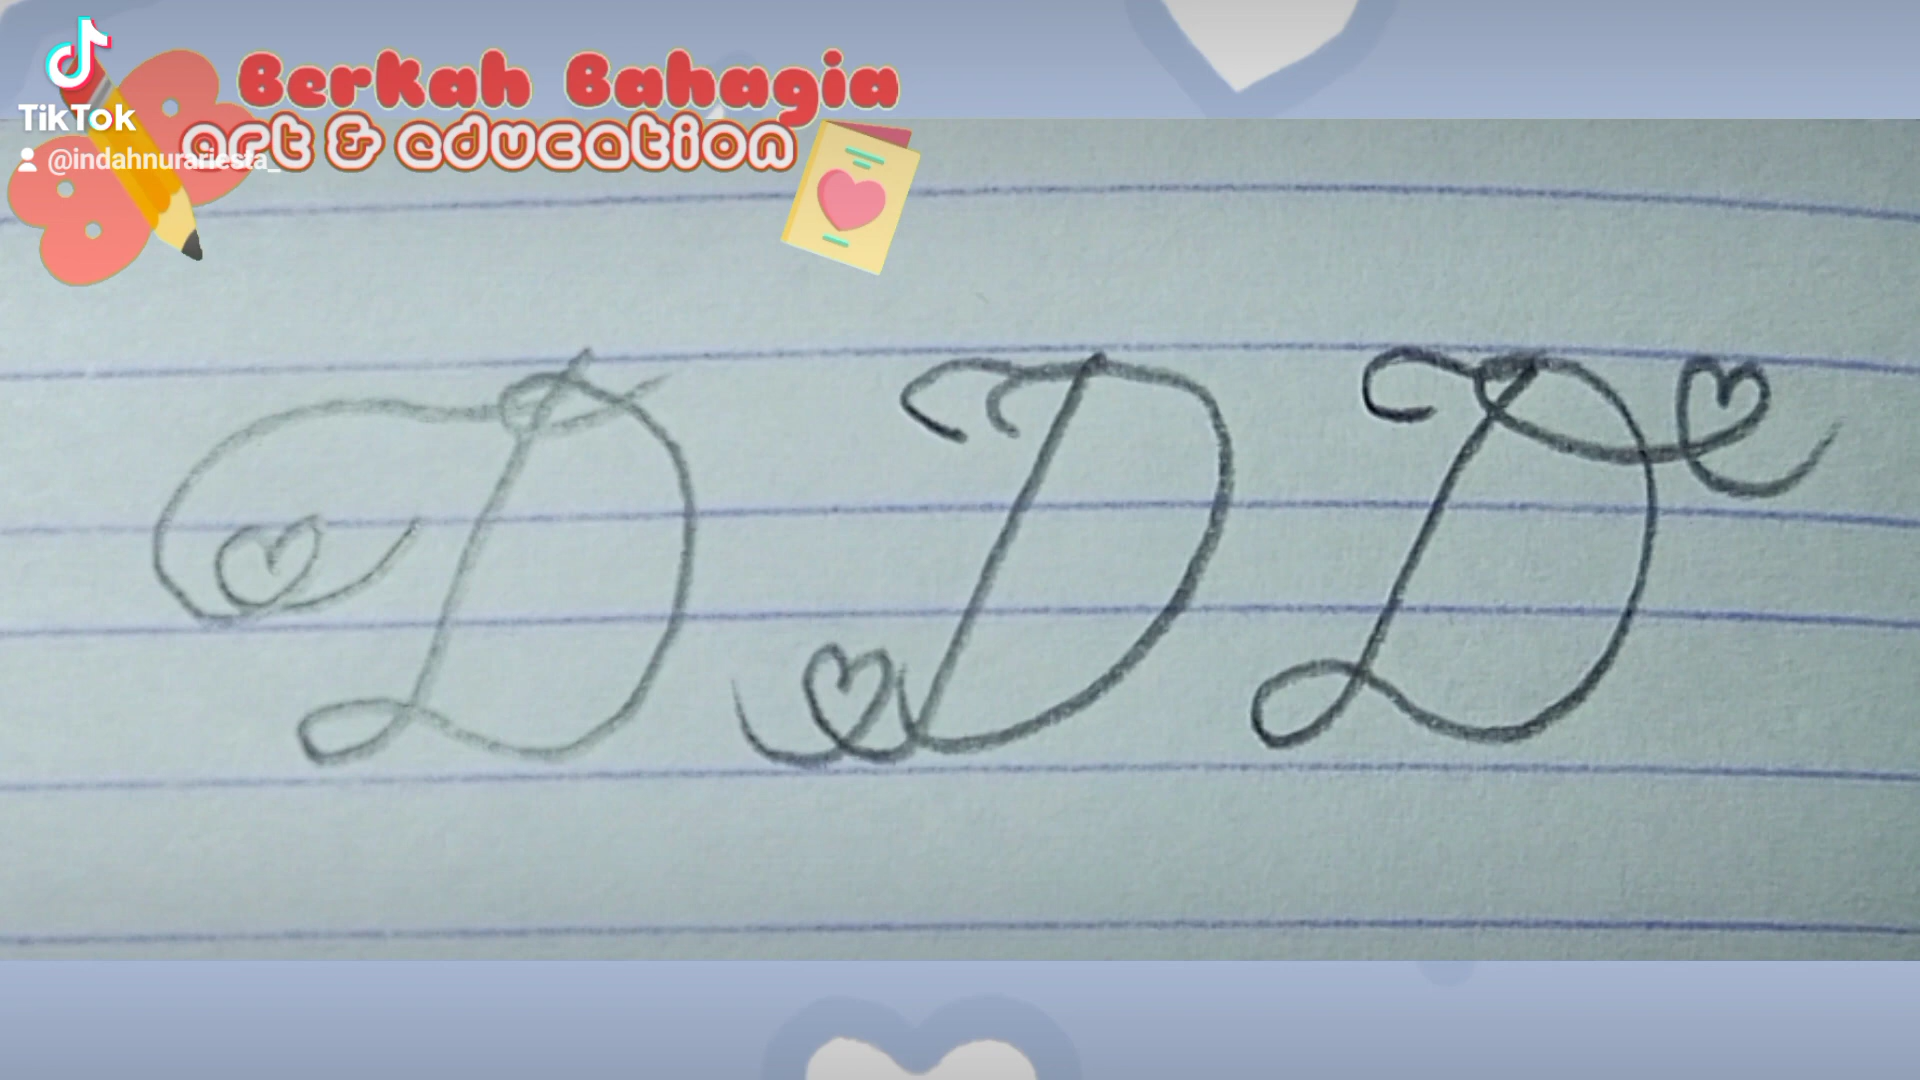 TikTok
@indahnurariesta_
Berkah Bahagia
art & education
D D D